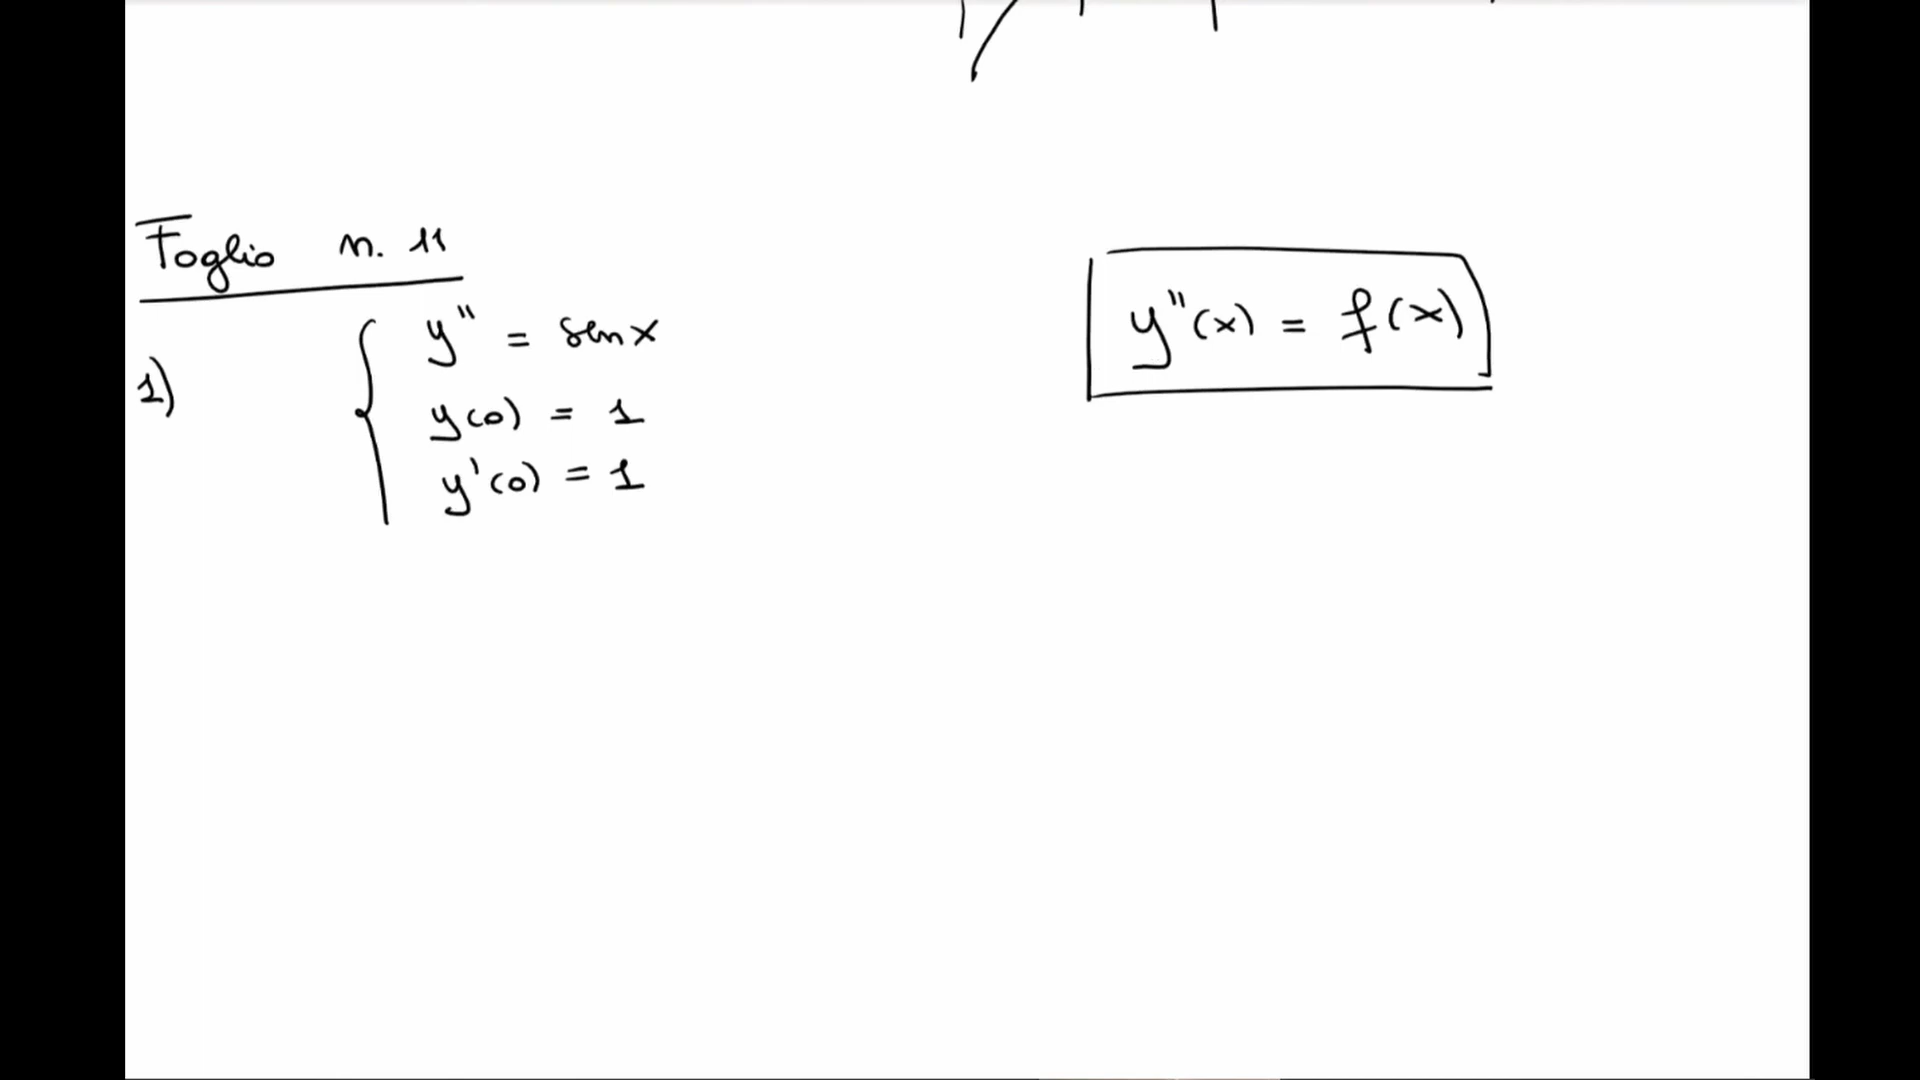 Foglio n. 11
1)
y'' = sen x
y(0) = 1
y'(0) = 1
y''(x) = f(x)